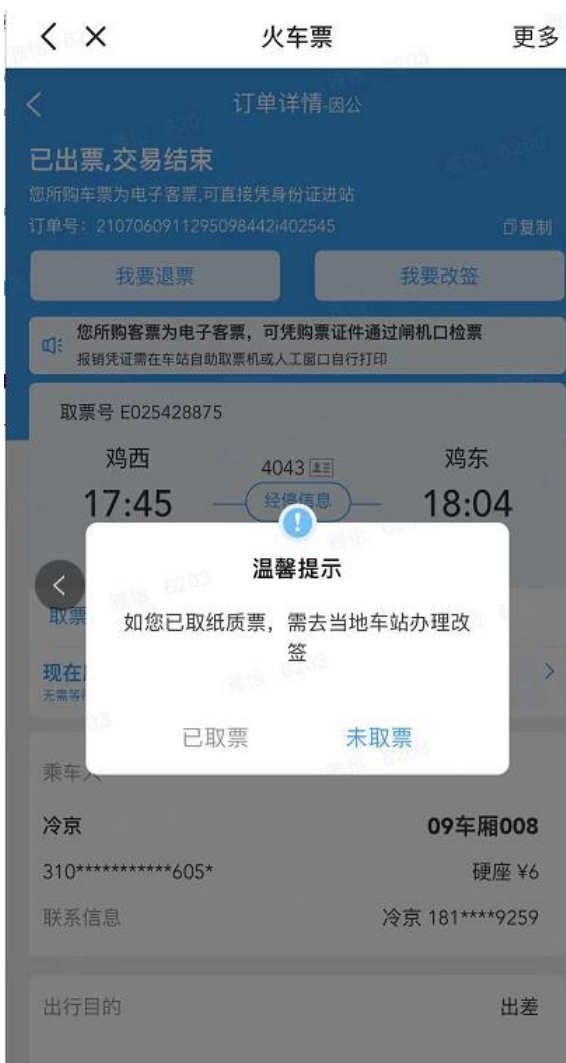 火车票
更多
订单详情-因公
已出票,交易结束
您所购车票为电子客票,可直接凭身份证进站
订单号：21070609112950984421402545
复制
我要退票
我要改签
您所购客票为电子客票，可凭购票证件通过闸机口检票
报销凭证需在车站自助取票机或人工窗口自行打印
取票号 E025428875
鸡西
4043
鸡东
17:45
经停信息
18:04
温馨提示
如您已取纸质票，需去当地车站办理改
签
取票
现在
无需等
已取票
未取票
乘车人
冷京
09车厢008
310***********605*
硬座 ¥6
联系信息
冷京 181****9259
出行目的
出差